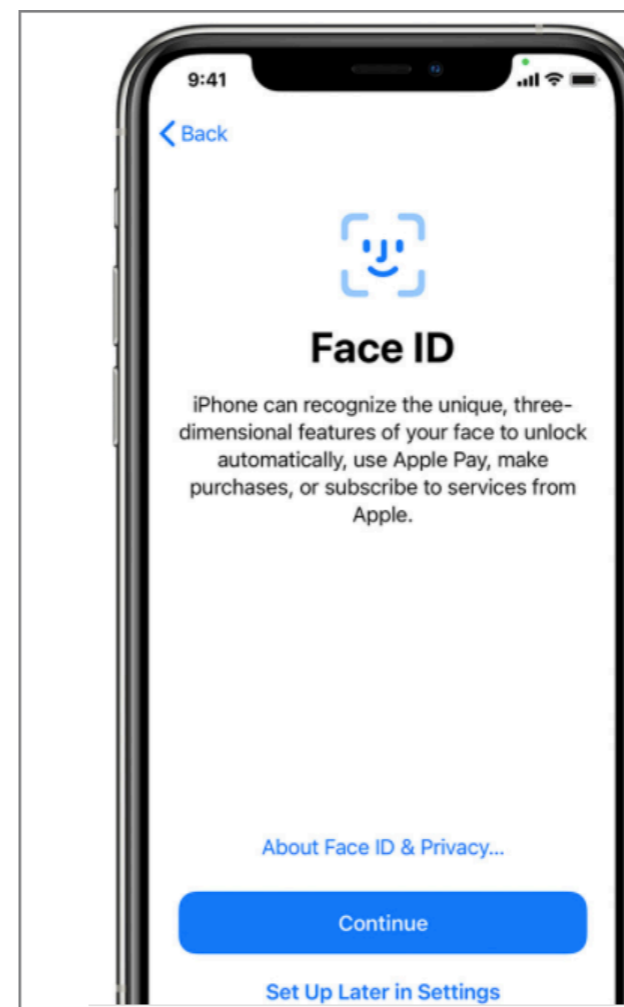 9:41
Back
Face ID
iPhone can recognize the unique, three-
dimensional features of your face to unlock
automatically, use Apple Pay, make
purchases, or subscribe to services from
Apple.
About Face ID & Privacy...
Continue
Set Up Later in Settings